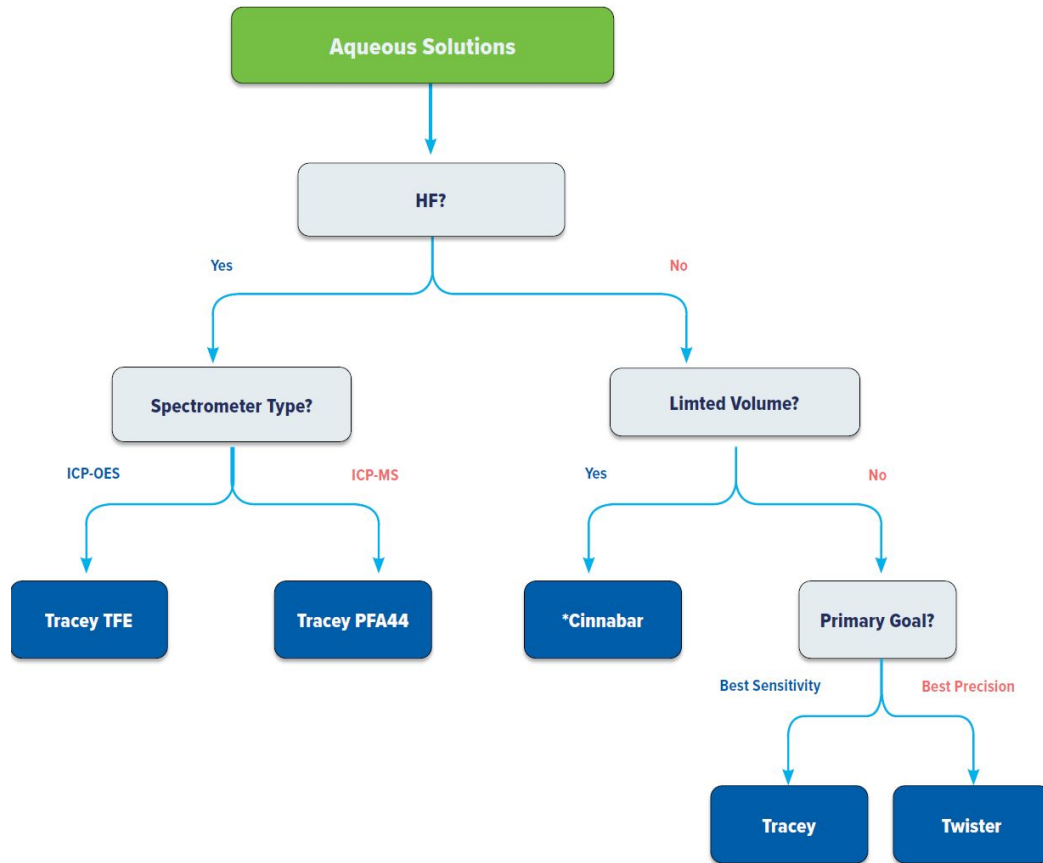 Aqueous Solutions
HF?
Yes
No
Spectrometer Type?
Limted Volume?
ICP-OES
ICP-MS
Yes
No
Tracey TFE
Tracey PFA44
*Cinnabar
Primary Goal?
Best Sensitivity
Best Precision
Tracey
Twister